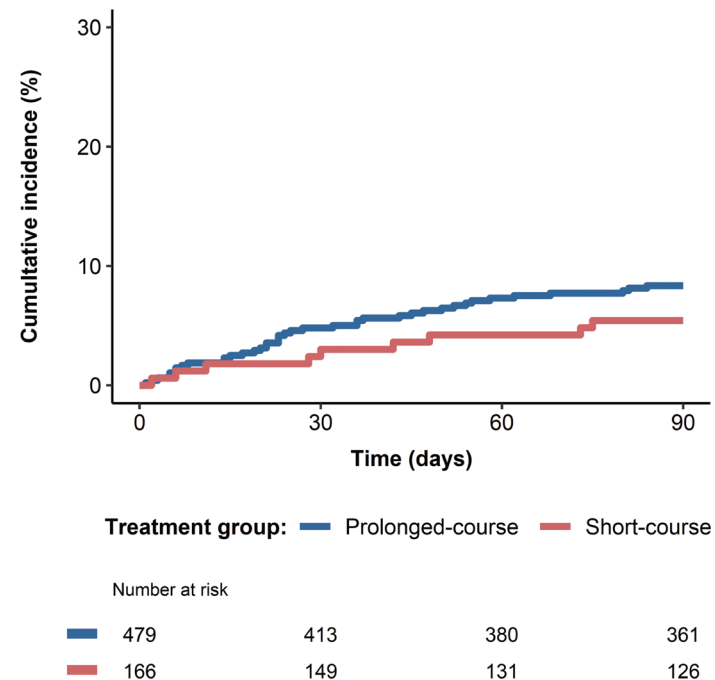 Cumultative incidence (%)
30
20
10
0
0 30 60 90
Time (days)
Treatment group: Prolonged-course Short-course
Number at risk
479 413 380 361
166 149 131 126